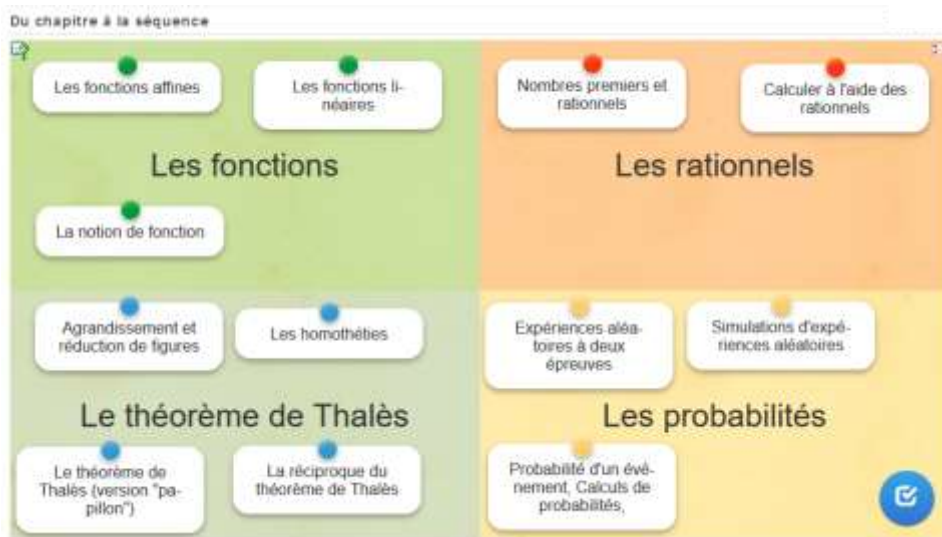 Du chapitre à la séquence
Les fonctions affines
Les fonctions li-
néaires
Les fonctions
La notion de fonction
Nombres premiers et
rationnels
Calculer à l'aide des
rationnels
Les rationnels
Agrandissement et
réduction de figures
Les homothéties
Le théorème de Thalès
Le théorème de
Thalès (version "pa-
pillon")
La réciproque du
théorème de Thalès
Expériences aléa-
toires à deux
épreuves
Simulations d'expé-
riences aléatoires
Les probabilités
Probabilité d'un évé-
nement, Calculs de
probabilités,